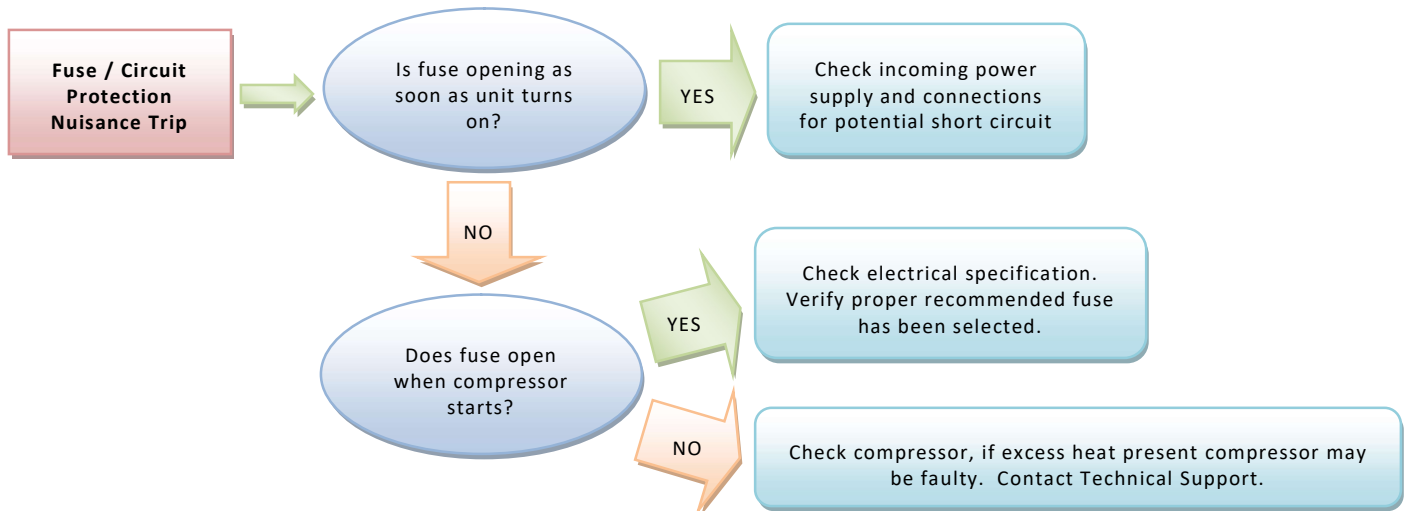 Fuse / Circuit
Protection
Nuisance Trip
Is fuse opening as
soon as unit turns
on?
YES
Check incoming power
supply and connections
for potential short circuit
NO
Does fuse open
when compressor
starts?
YES
Check electrical specification.
Verify proper recommended fuse
has been selected.
NO
Check compressor, if excess heat present compressor may
be faulty. Contact Technical Support.